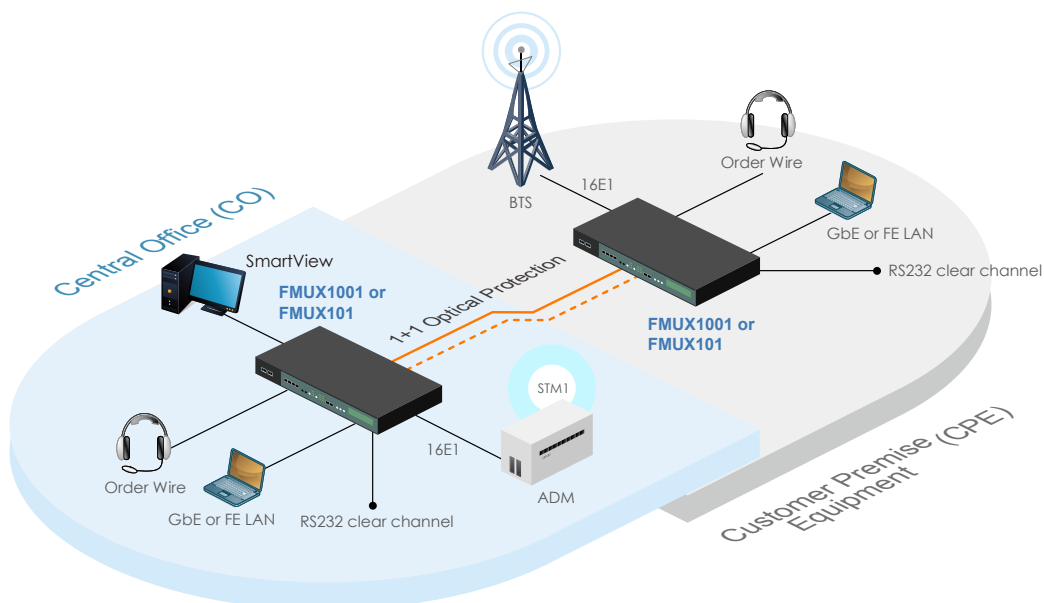 Order Wire
16E1
BTS
GbE or FE LAN
Central Office (CO)
SmartView
RS232 clear channel
FMUX1001 or
FMUX101
1+1 Optical Protection
FMUX1001 or
FMUX101
STM1
16E1
Order Wire
ADM
GbE or FE LAN
RS232 clear channel
Customer Premise (CPE)
Equipment